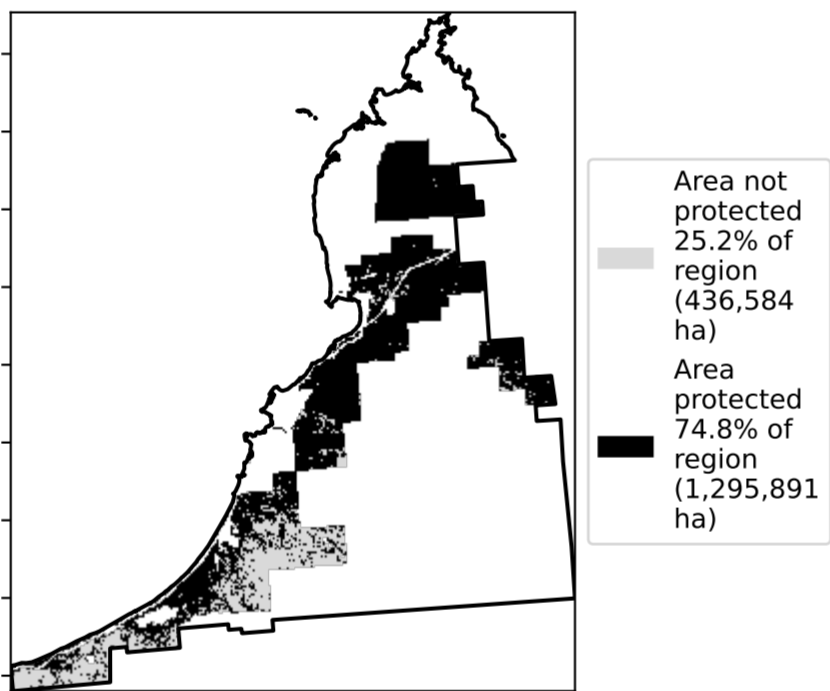 Area not
protected
25.2% of
region
(436,584
ha)
Area
protected
74.8% of
region
(1,295,891
ha)